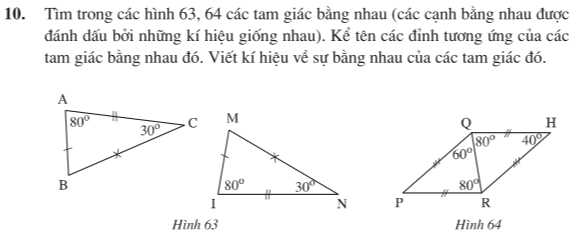 10. Tìm trong các hình 63, 64 các tam giác bằng nhau (các cạnh bằng nhau được
đánh dấu bởi những kí hiệu giống nhau). Kể tên các đỉnh tương ứng của các
tam giác bằng nhau đó. Viết kí hiệu về sự bằng nhau của các tam giác đó.
A
80° 30° C
B
M
80° 30°
I N
Hình 63
Q H
80° 40°
60°
80°
P R
Hình 64